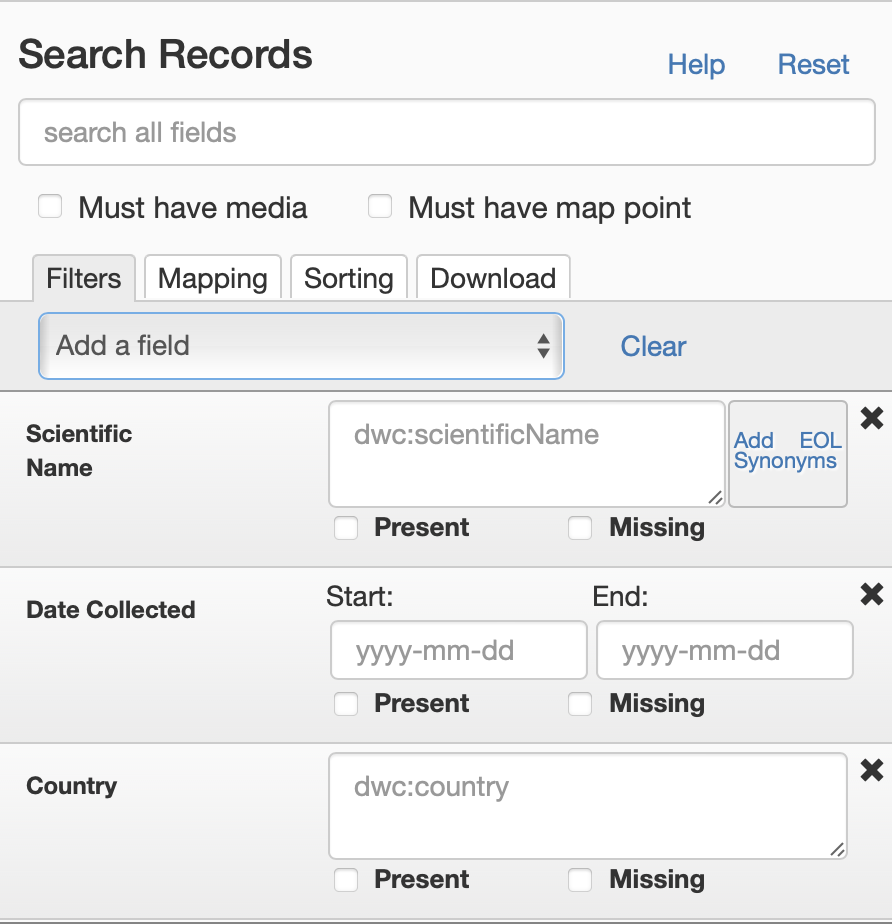 Search Records
Help Reset
search all fields
Must have media Must have map point
Filters Mapping Sorting Download
Add a field Clear
Scientific
Name
dwc:scientificName
Add EOL
Synonyms
Present Missing
Date Collected
Start: End:
yyyy-mm-dd yyyy-mm-dd
Present Missing
Country
dwc:country
Present Missing